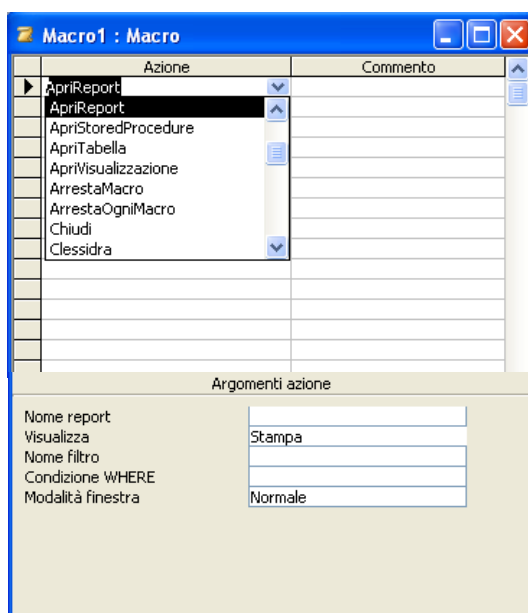 Macro1 : Macro
Azione Commento
ApriReport
ApriReport
ApriStoredProcedure
ApriTabella
ApriVisualizzazione
ArrestaMacro
ArrestaOgniMacro
Chiudi
Clessidra
Argomenti azione
Nome report
Visualizza Stampa
Nome filtro
Condizione WHERE
Modalità finestra Normale